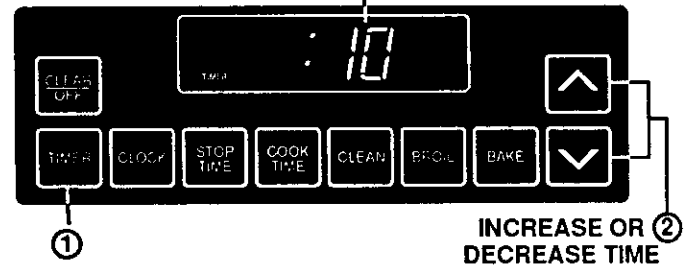 :10
TIMER
CLEAR
OFF
TIMER
CLOCK
STOP
TIME
COOK
TIME
CLEAN
BROIL
BAKE
①
INCREASE OR ②
DECREASE TIME